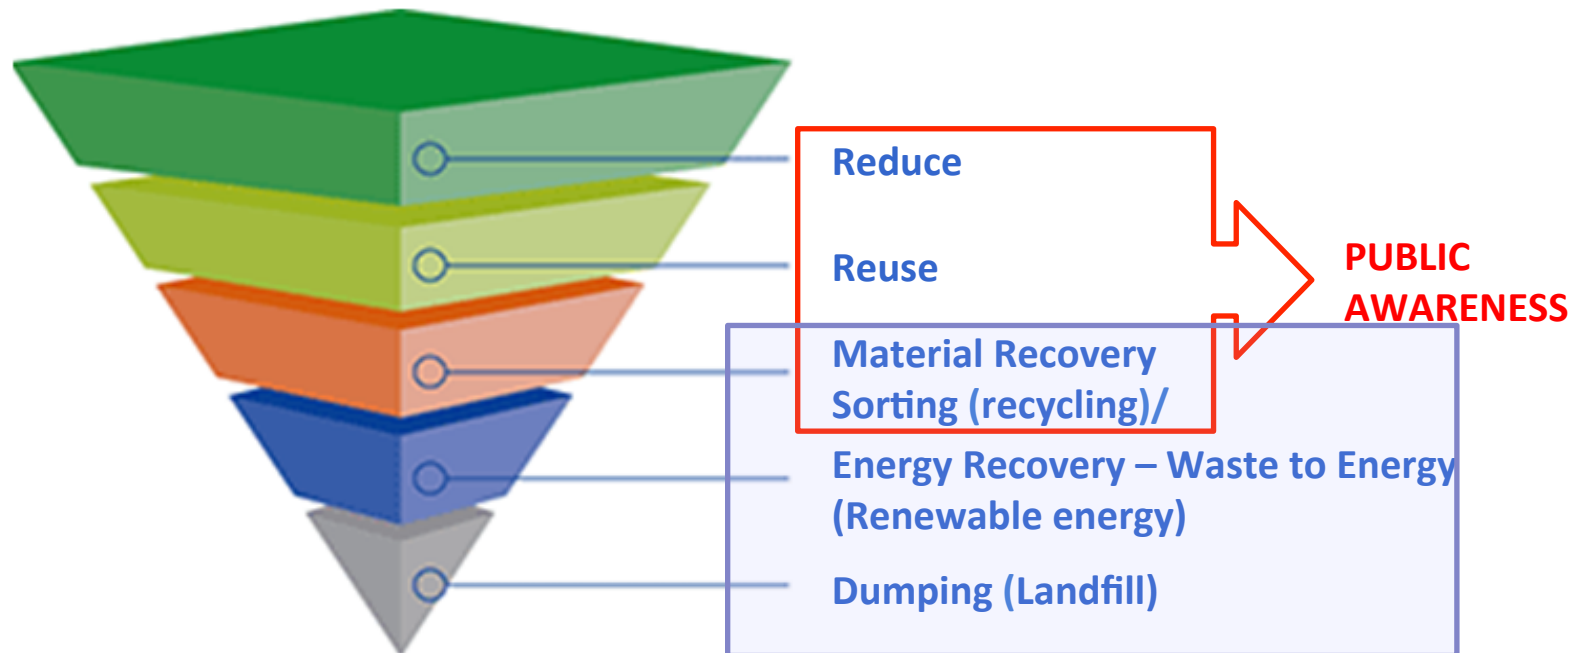 Reduce
Reuse
PUBLIC
AWARENESS
Material Recovery
Sorting (recycling)/
Energy Recovery – Waste to Energy
(Renewable energy)
Dumping (Landfill)